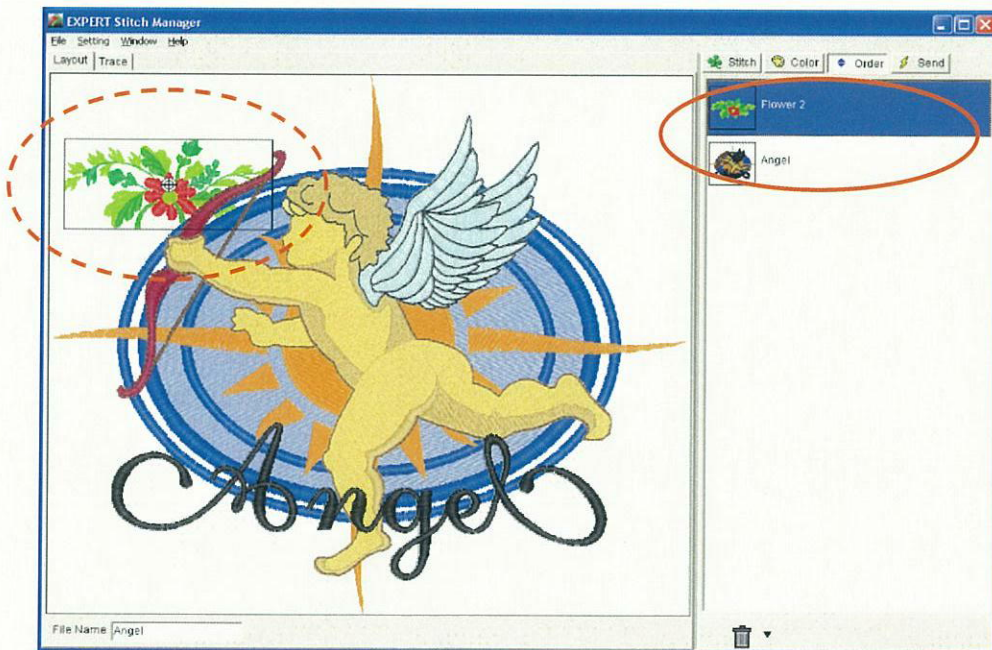 EXPERT Stitch Manager
File Setting Window Help
Layout Trace
Stitch Color Order Send
Flower 2
Angel
Angel
File Name Angel